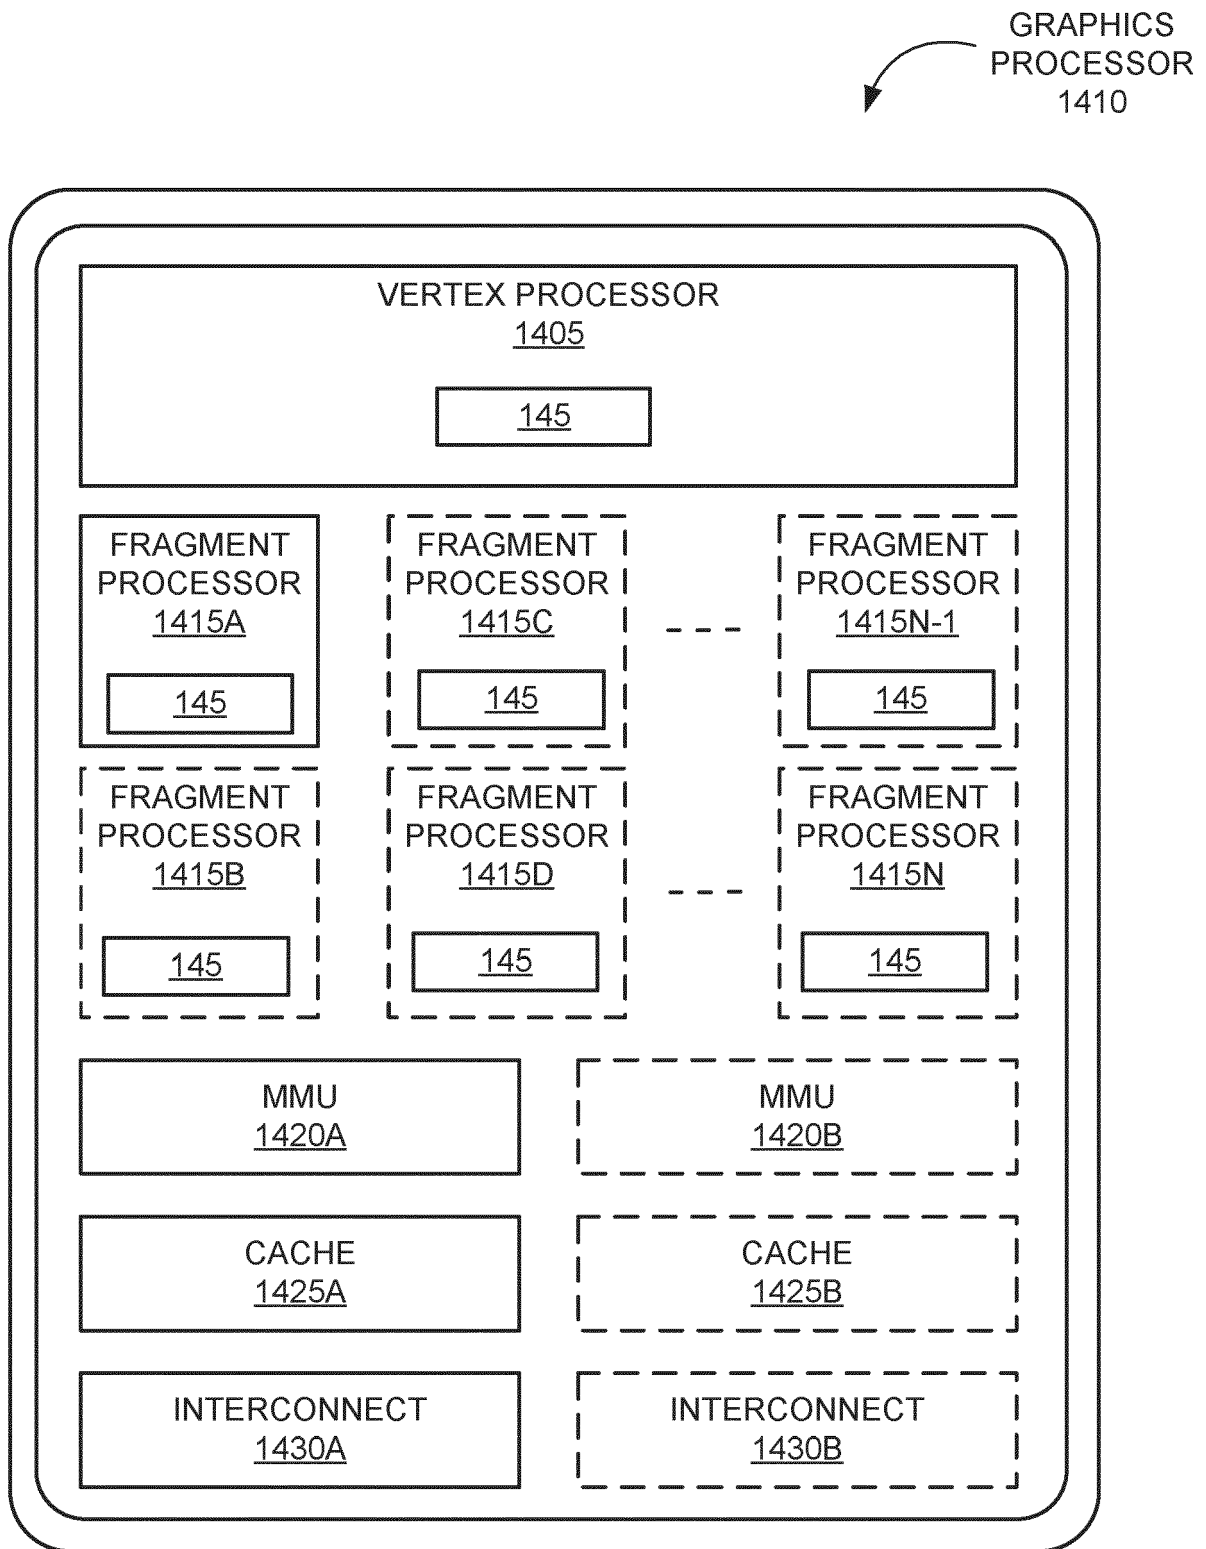 GRAPHICS
PROCESSOR
1410
VERTEX PROCESSOR
1405
145
FRAGMENT
PROCESSOR
1415A
145
FRAGMENT
PROCESSOR
1415C
145
FRAGMENT
PROCESSOR
1415N-1
145
FRAGMENT
PROCESSOR
1415B
145
FRAGMENT
PROCESSOR
1415D
145
FRAGMENT
PROCESSOR
1415N
145
MMU
1420A
MMU
1420B
CACHE
1425A
CACHE
1425B
INTERCONNECT
1430A
INTERCONNECT
1430B